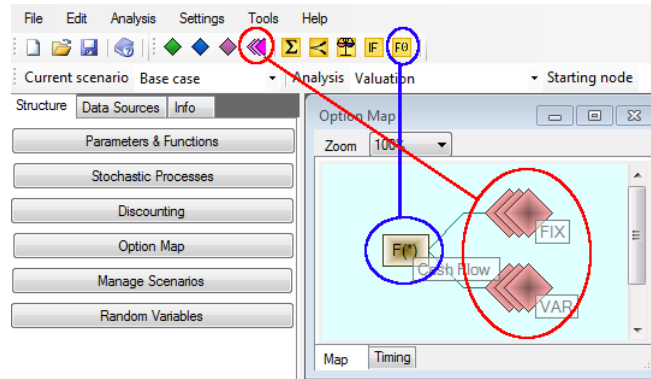 File Edit Analysis Settings Tools Help
Σ IF F()
Current scenario Base case Analysis Valuation Starting node
Structure Data Sources Info
Parameters & Functions
Stochastic Processes
Discounting
Option Map
Manage Scenarios
Random Variables
Option Map
Zoom 100%
F(*)
Cash Flow
FIX
VAR
Map Timing